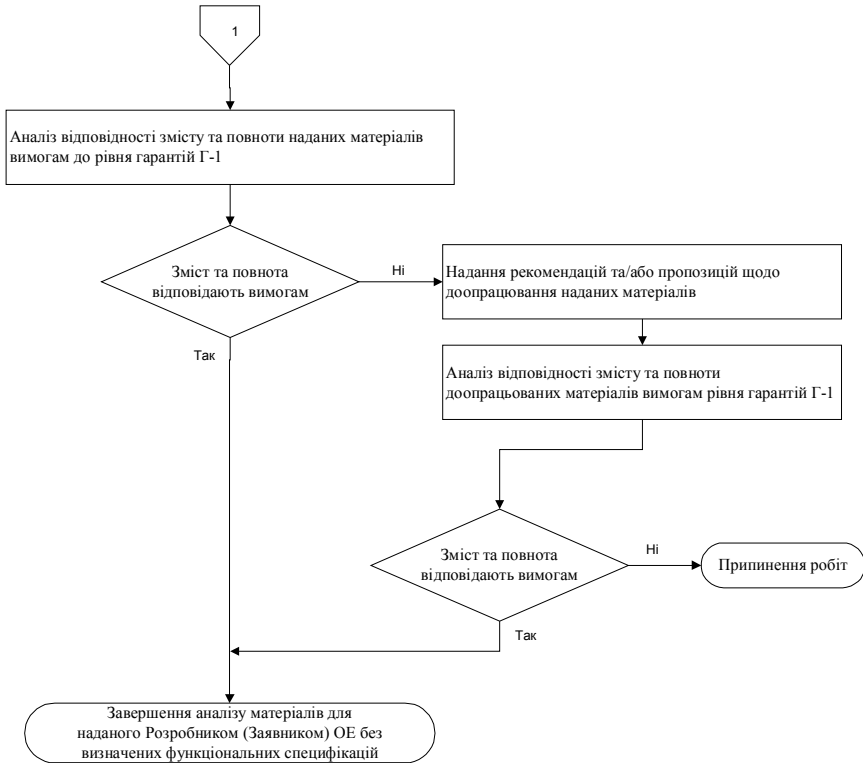 1
Аналіз відповідності змісту та повноти наданих матеріалів
вимогам до рівня гарантій Г-1
Зміст та повнота
відповідають вимогам
Ні
Надання рекомендацій та/або пропозицій щодо
доопрацювання наданих матеріалів
Так
Аналіз відповідності змісту та повноти
доопрацьованих матеріалів вимогам рівня гарантій Г-1
Зміст та повнота
відповідають вимогам
Ні
Припинення робіт
Так
Завершення аналізу матеріалів для
наданого Розробником (Заявником) ОЕ без
визначених функціональних специфікацій